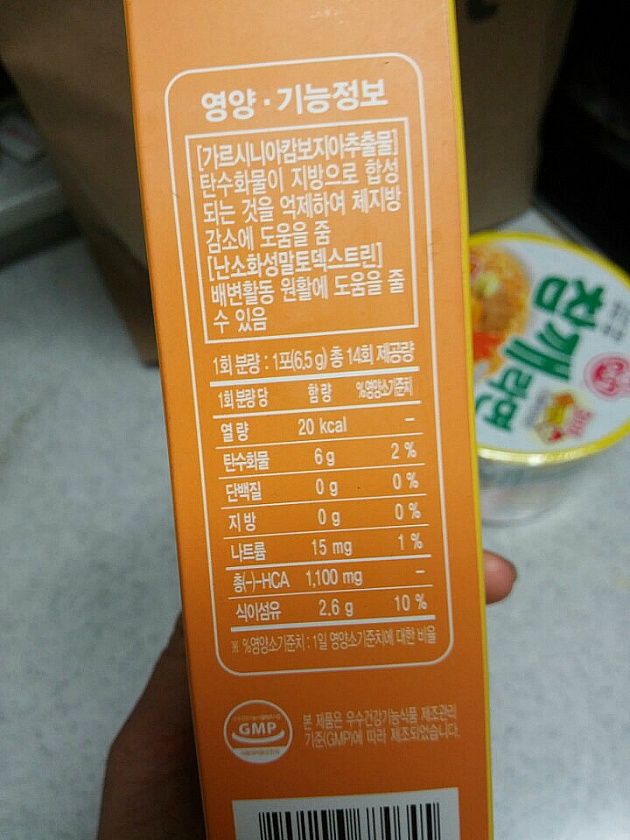 영양·기능정보
[가르시니아캄보지아추출물]
탄수화물이 지방으로 합성
되는 것을 억제하여 체지방
감소에 도움을 줌
[난소화성말토덱스트린]
배변활동 원활에 도움을 줄
수 있음
1회 분량 : 1포(6.5 g) 총 14회 제공량
1회 분량당 함량 %영양소기준치
열량 20 kcal -
탄수화물 6 g 2 %
단백질 0 g 0 %
지방 0 g 0 %
나트륨 15 mg 1 %
총(-)-HCA 1,100 mg -
식이섬유 2.6 g 10 %
※ %영양소기준치 : 1일 영양소기준치에 대한 비율
GMP
본 제품은 우수건강기능식품 제조관리
기준(GMP)에 따라 제조되었습니다.
참깨라면